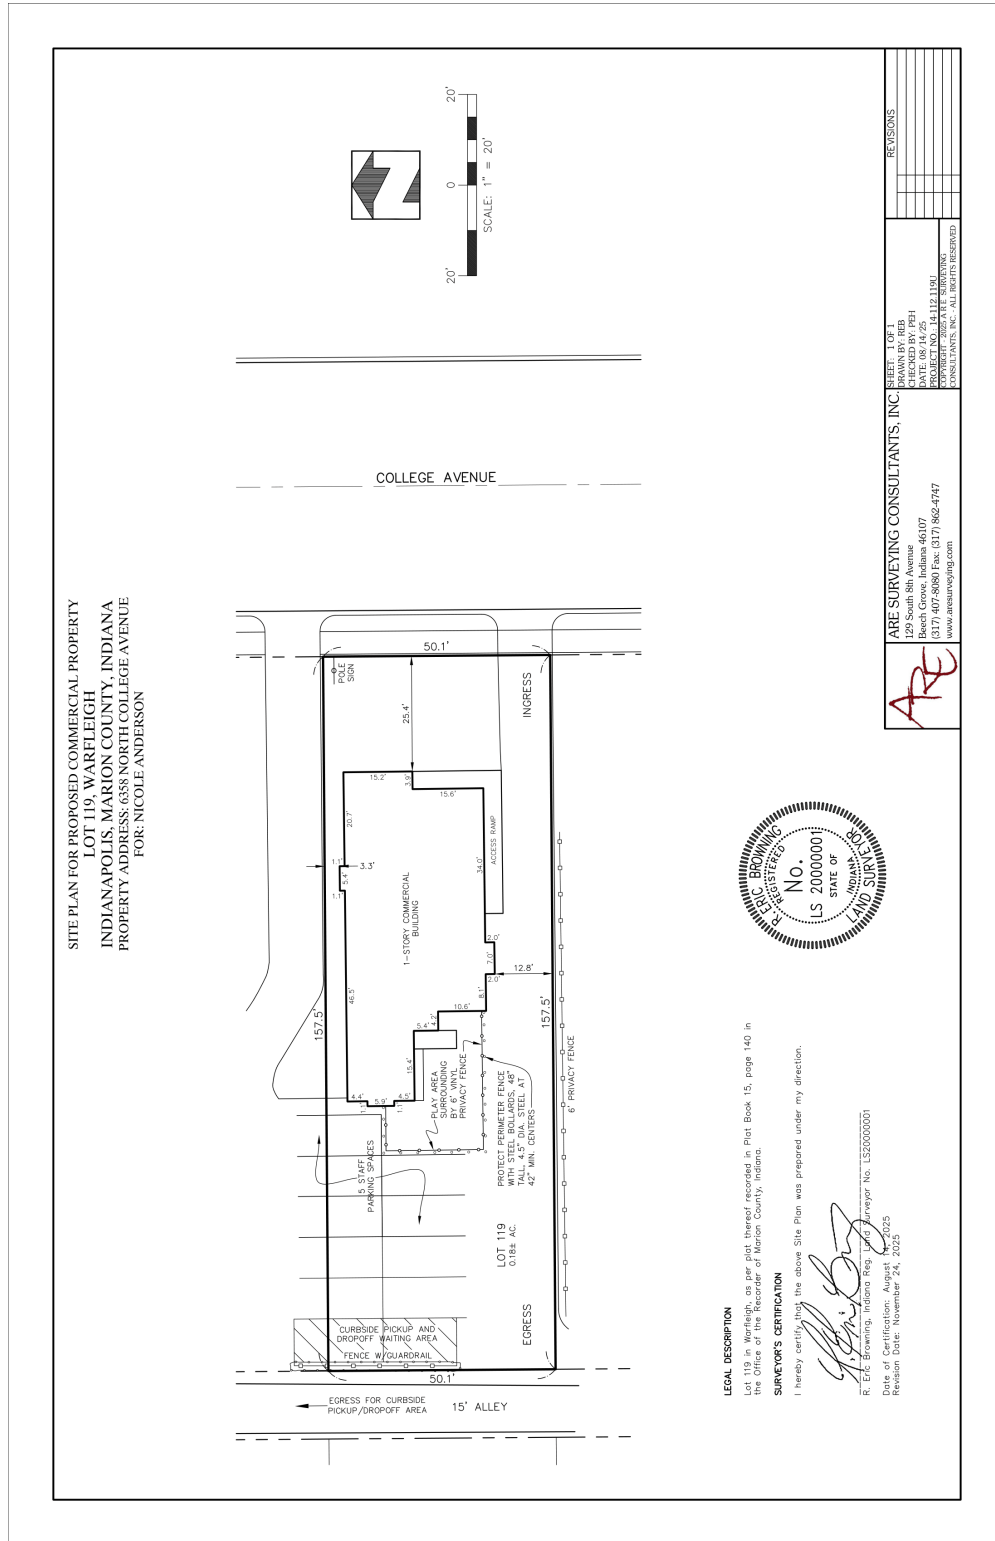 SITE PLAN FOR PROPOSED COMMERCIAL PROPERTY
LOT 119, WARFLEIGH
INDIANAPOLIS, MARION COUNTY, INDIANA
PROPERTY ADDRESS: 6358 NORTH COLLEGE AVENUE
FOR: NICOLE ANDERSON
20'
0
20'
SCALE: 1" = 20'
COLLEGE AVENUE
50.1'
POLE
SIGN
INGRESS
25.4'
15.2'
3.9'
15.6'
20.7'
1.1'
3.3'
5.4'
1.1'
34.0'
ACCESS RAMP
1-STORY COMMERCIAL
BUILDING
2.0'
7.0'
2.0'
12.8'
8.1'
10.6'
4.2'
5.4'
46.5'
157.5'
157.5'
15.4'
4.4'
1.1'
5.9'
1.1'
4.5'
PLAY AREA
SURROUNDING
BY 6' VINYL
PRIVACY FENCE
6' PRIVACY FENCE
PROTECT PERIMETER FENCE
WITH STEEL BOLLARDS, 48"
TALL, 4.5" DIA. STEEL AT
42" MIN. CENTERS
5 STAFF
PARKING SPACES
LOT 119
0.18± AC.
EGRESS
CURBSIDE PICKUP AND
DROPOFF WAITING AREA
FENCE W/GUARDRAIL
50.1'
EGRESS FOR CURBSIDE
PICKUP/DROPOFF AREA
15' ALLEY
LEGAL DESCRIPTION
Lot 119 in Warfleigh, as per plat thereof recorded in Plat Book 15, page 140 in
the Office of the Recorder of Marion County, Indiana.
SURVEYOR'S CERTIFICATION
I hereby certify that the above Site Plan was prepared under my direction.
R. Eric Browning, Indiana Reg. Land Surveyor No. LS20000001
Date of Certification: August 14, 2025
Revision Date: November 24, 2025
R. ERIC BROWNING
REGISTERED
No.
LS 20000001
STATE OF
INDIANA
LAND SURVEYOR
ARE
ARE SURVEYING CONSULTANTS, INC.
129 South 8th Avenue
Beech Grove, Indiana 46107
(317) 407-8080 Fax: (317) 862-4747
www.aresurveying.com
SHEET: 1 OF 1
DRAWN BY: REB
CHECKED BY: PEH
DATE: 08/14/25
PROJECT NO.: 14-112.119U
COPYRIGHT - 2025 A R E SURVEYING
CONSULTANTS, INC. - ALL RIGHTS RESERVED
REVISIONS